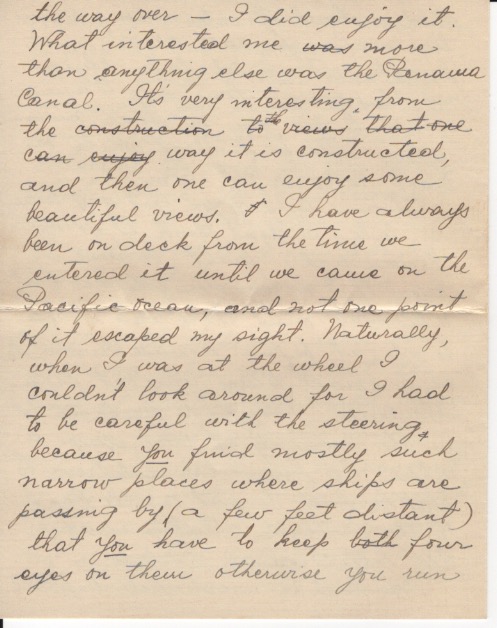 the way over — I did enjoy it.
What interested me was more
than anything else was the Panama
Canal. It's very interesting, from
the construction to the views that one
can enjoy way it is constructed,
and then one can enjoy some
beautiful views. I have always
been on deck from the time we
entered it until we came on the
Pacific ocean, and not one point
of it escaped my sight. Naturally,
when I was at the wheel I
couldn't look around for I had
to be careful with the steering,
because you find mostly such
narrow places where ships are
passing by (a few feet distant)
that you have to keep both four
eyes on them otherwise you run